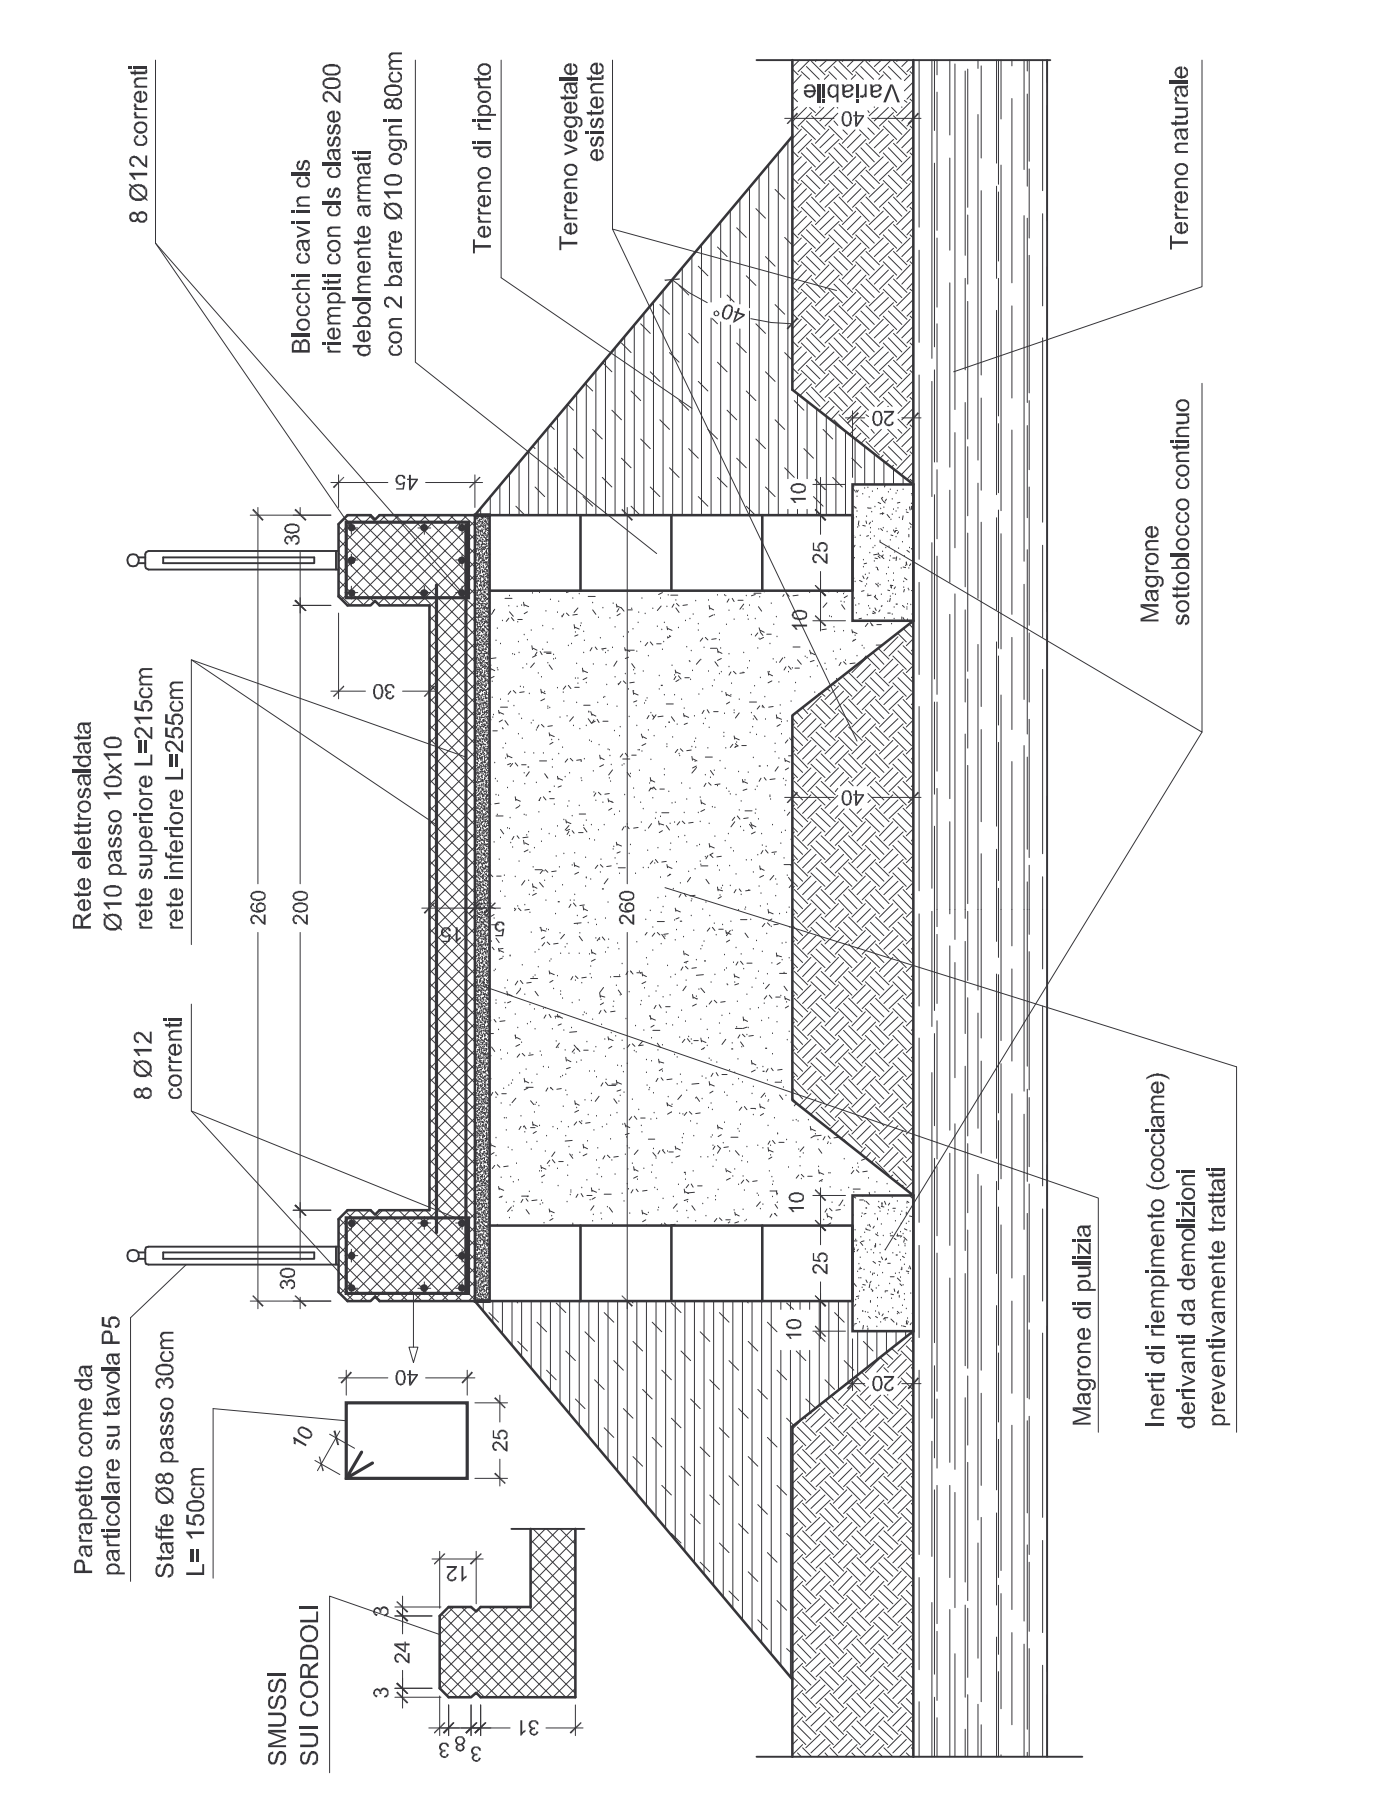 SMUSSI
SUI CORDOLI
3
24
3
12
3
8
3
31
Parapetto come da
particolare su tavola P5
Staffe Ø8 passo 30cm
L= 150cm
10
40
25
8 Ø12
correnti
Rete elettrosaldata
Ø10 passo 10x10
rete superiore L=215cm
rete inferiore L=255cm
8 Ø12 correnti
Blocchi cavi in cls
riempiti con cls classe 200
debolmente armati
con 2 barre Ø10 ogni 80cm
Terreno di riporto
Terreno vegetale
esistente
260
30
200
30
30
45
15
5
260
40°
Variabile
40
10
25
10
20
40
10
25
10
20
Magrone di pulizia
Inerti di riempimento (cocciame)
derivanti da demolizioni
preventivamente trattati
Magrone
sottoblocco continuo
Terreno naturale